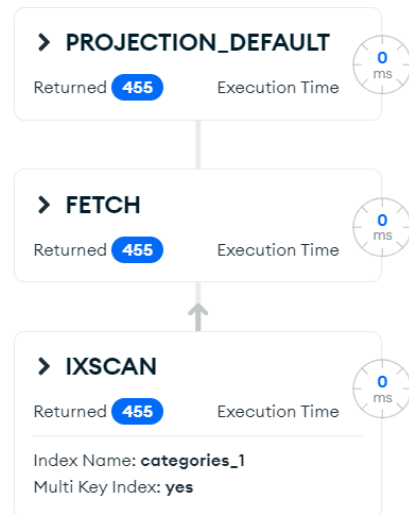 PROJECTION_DEFAULT
Returned 455 Execution Time 0 ms
FETCH
Returned 455 Execution Time 0 ms
IXSCAN
Returned 455 Execution Time 0 ms
Index Name: categories_1
Multi Key Index: yes